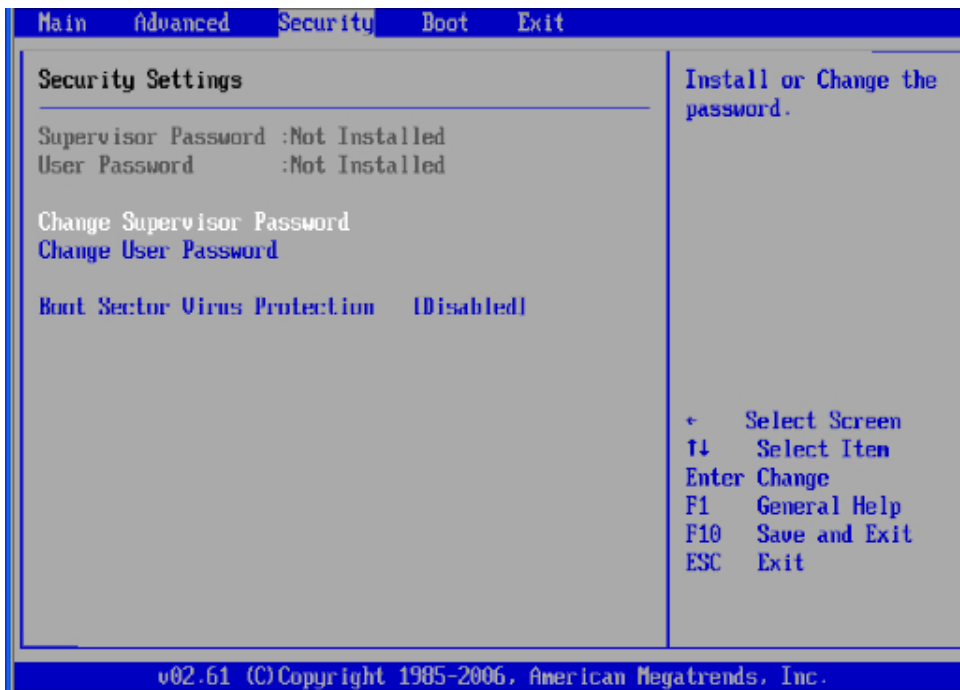 Main Advanced Security Boot Exit
Security Settings
Supervisor Password :Not Installed
User Password :Not Installed
Change Supervisor Password
Change User Password
Boot Sector Virus Protection [Disabled]
Install or Change the
password.
← Select Screen
↑↓ Select Item
Enter Change
F1 General Help
F10 Save and Exit
ESC Exit
v02.61 (C)Copyright 1985-2006, American Megatrends, Inc.